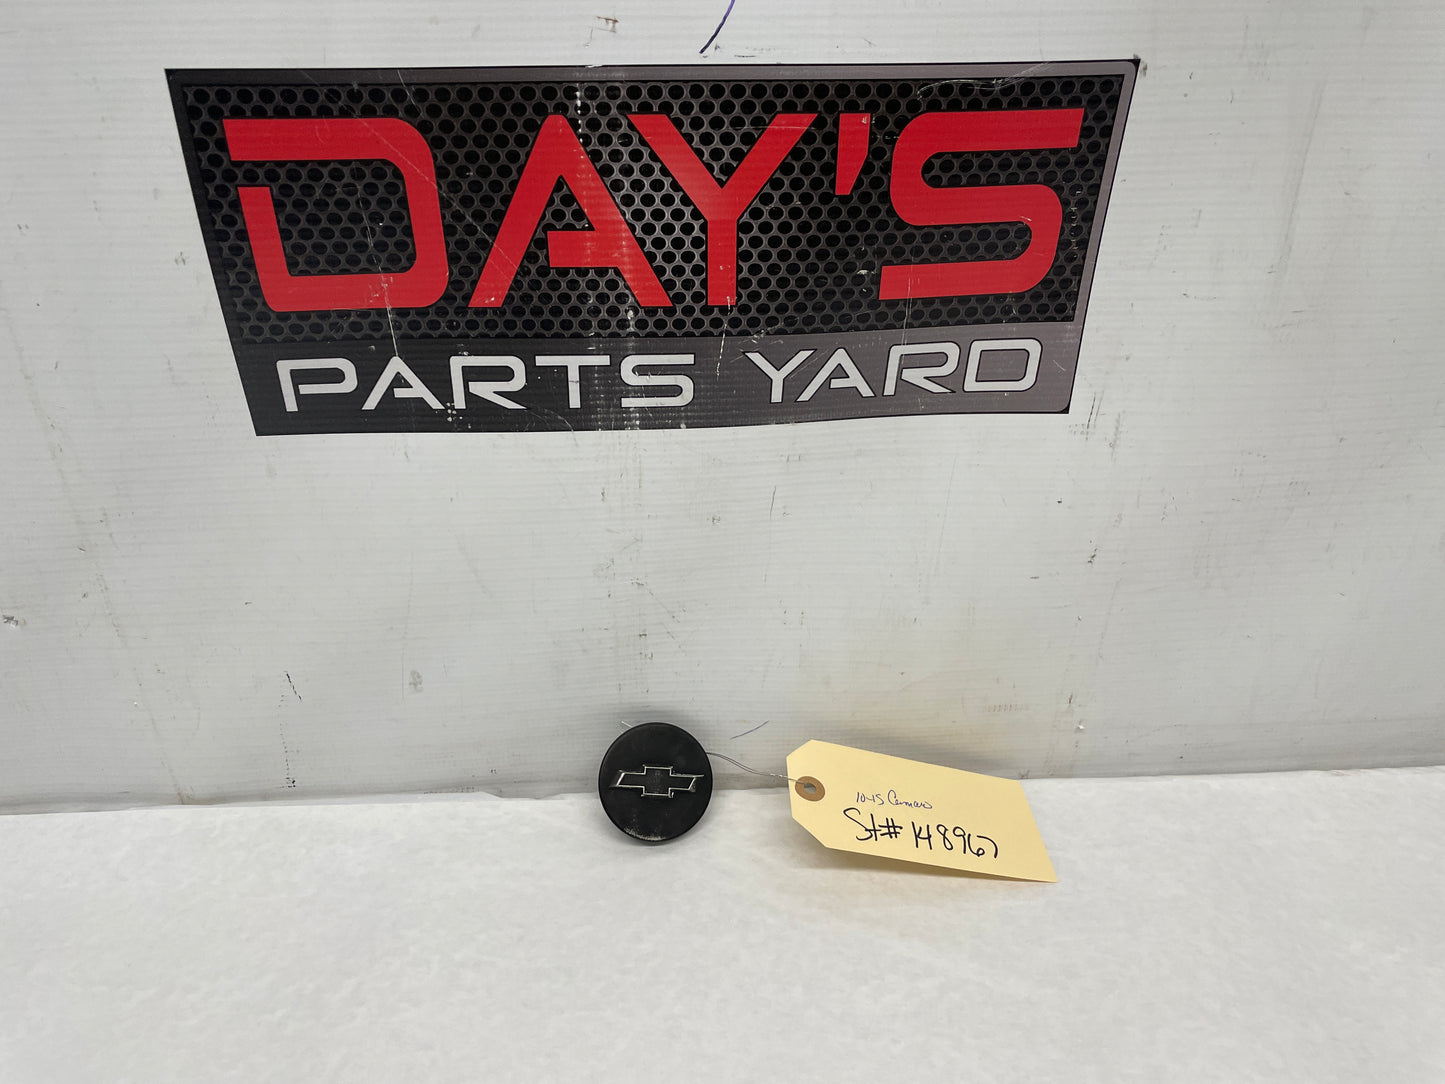 DAY'S
PARTS YARD
10-15 Camaro
St# 148967